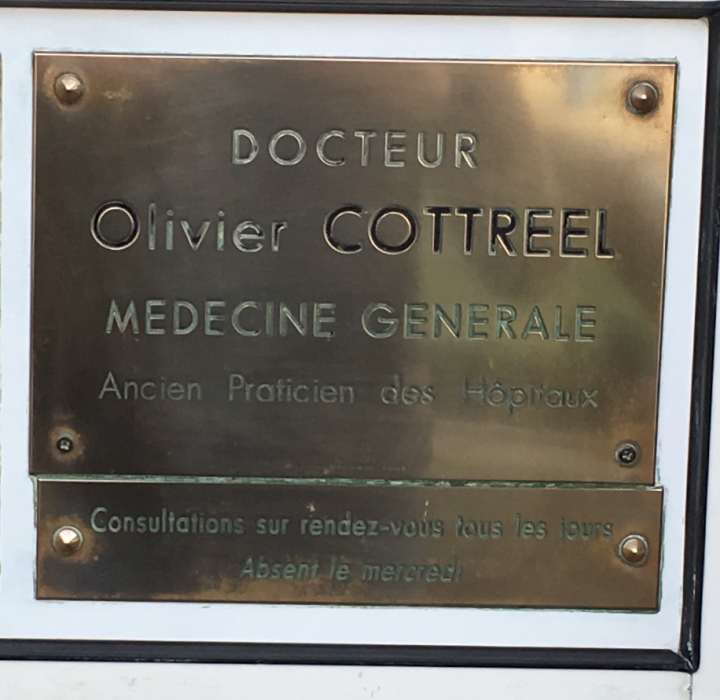 DOCTEUR
Olivier COTTREEL
MEDECINE GENERALE
Ancien Praticien des Hôpitaux
Consultations sur rendez-vous tous les jours
Absent le mercredi